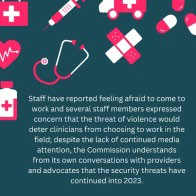 Staff have reported feeling afraid to come to
work and several staff members expressed
concern that the threat of violence would
deter clinicians from choosing to work in the
field; despite the lack of continued media
attention, the Commission understands
from its own conversations with providers
and advocates that the security threats have
continued into 2023.